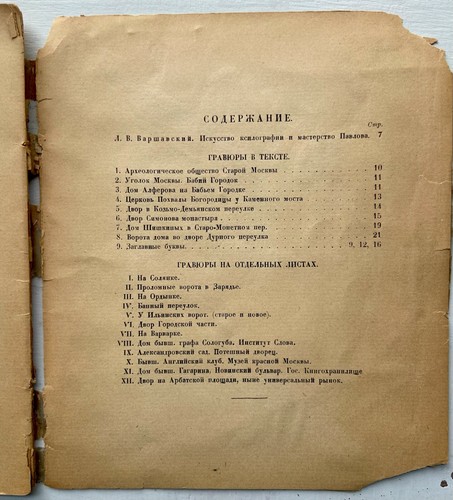 СОДЕРЖАНИЕ.
Стр.
Л. В. Варшавский. Искусство ксилографии и мастерство Павлова. 7
ГРАВЮРЫ В ТЕКСТЕ.
1. Археологическое общество Старой Москвы 10
2. Уголок Москвы. Бабий Городок 11
3. Дом Алферова на Бабьем Городке 11
4. Церковь Похвалы Богородицы у Каменного моста 13
5. Двор в Козьмо-Демьянском переулке 14
6. Двор Симонова монастыря 15
7. Дом Шишкиных в Старо-Монетном пер. 19
8. Ворота дома во дворе Дурного переулка 21
9. Заглавные буквы 9, 12, 16
ГРАВЮРЫ НА ОТДЕЛЬНЫХ ЛИСТАХ.
I. На Солянке.
II. Проломные ворота в Зарядье.
III. На Ордынке.
IV. Банный переулок.
V. У Ильинских ворот. (старое и новое).
VI. Двор Городской части.
VII. На Варварке.
VIII. Дом бывш. графа Сологуба. Институт Слова.
IX. Александровский сад. Потешный дворец.
X. Бывш. Английский клуб. Музей красной Москвы.
XI. Дом бывш. Гагарина. Новинский бульвар. Гос. Книгохранилище
XII. Двор на Арбатской площади, ныне универсальный рынок.